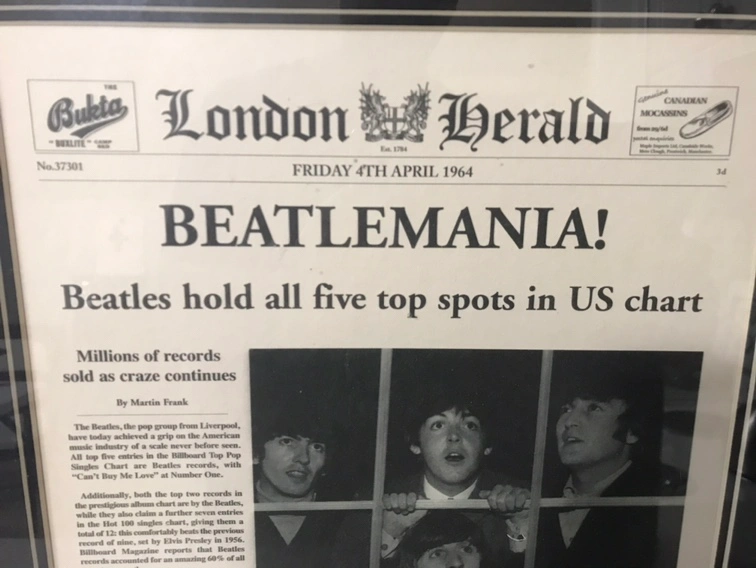 THE
Bukta
"BUXLITE" CAMP
London Herald
Est. 1784
Genuine
CANADIAN
MOCASSINS
No.37301
FRIDAY 4TH APRIL 1964
3d
BEATLEMANIA!
Beatles hold all five top spots in US chart
Millions of records
sold as craze continues
By Martin Frank
The Beatles, the pop group from Liverpool,
have today achieved a grip on the American
music industry of a scale never before seen.
All top five entries in the Billboard Top Pop
Singles Chart are Beatles records, with
"Can't Buy Me Love" at Number One.
Additionally, both the top two records in
the prestigious album chart are by the Beatles,
while they also claim a further seven entries
in the Hot 100 singles chart, giving them a
total of 12: this comfortably beats the previous
record of nine, set by Elvis Presley in 1956.
Billboard Magazine reports that Beatles
records accounted for an amazing 60% of all